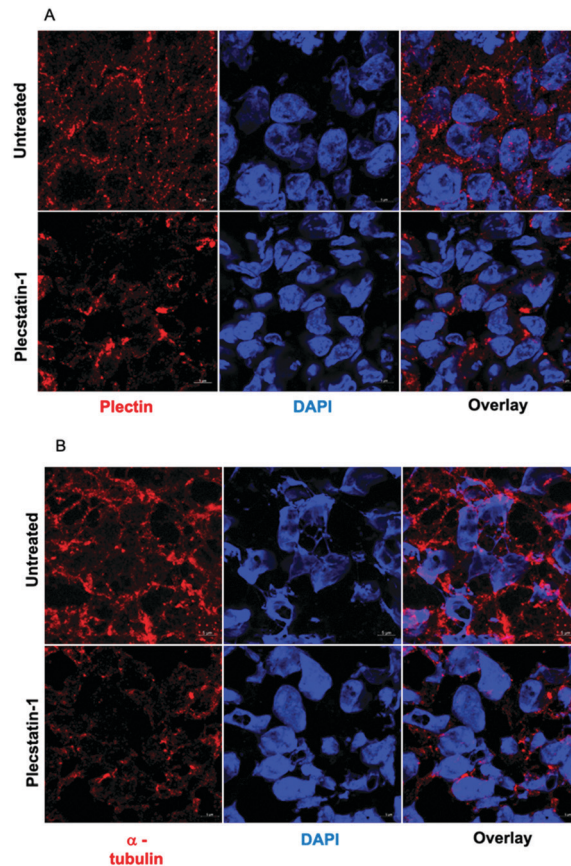 A
Untreated
Plecstatin-1
Plectin
DAPI
Overlay
B
Untreated
Plecstatin-1
α -
tubulin
DAPI
Overlay